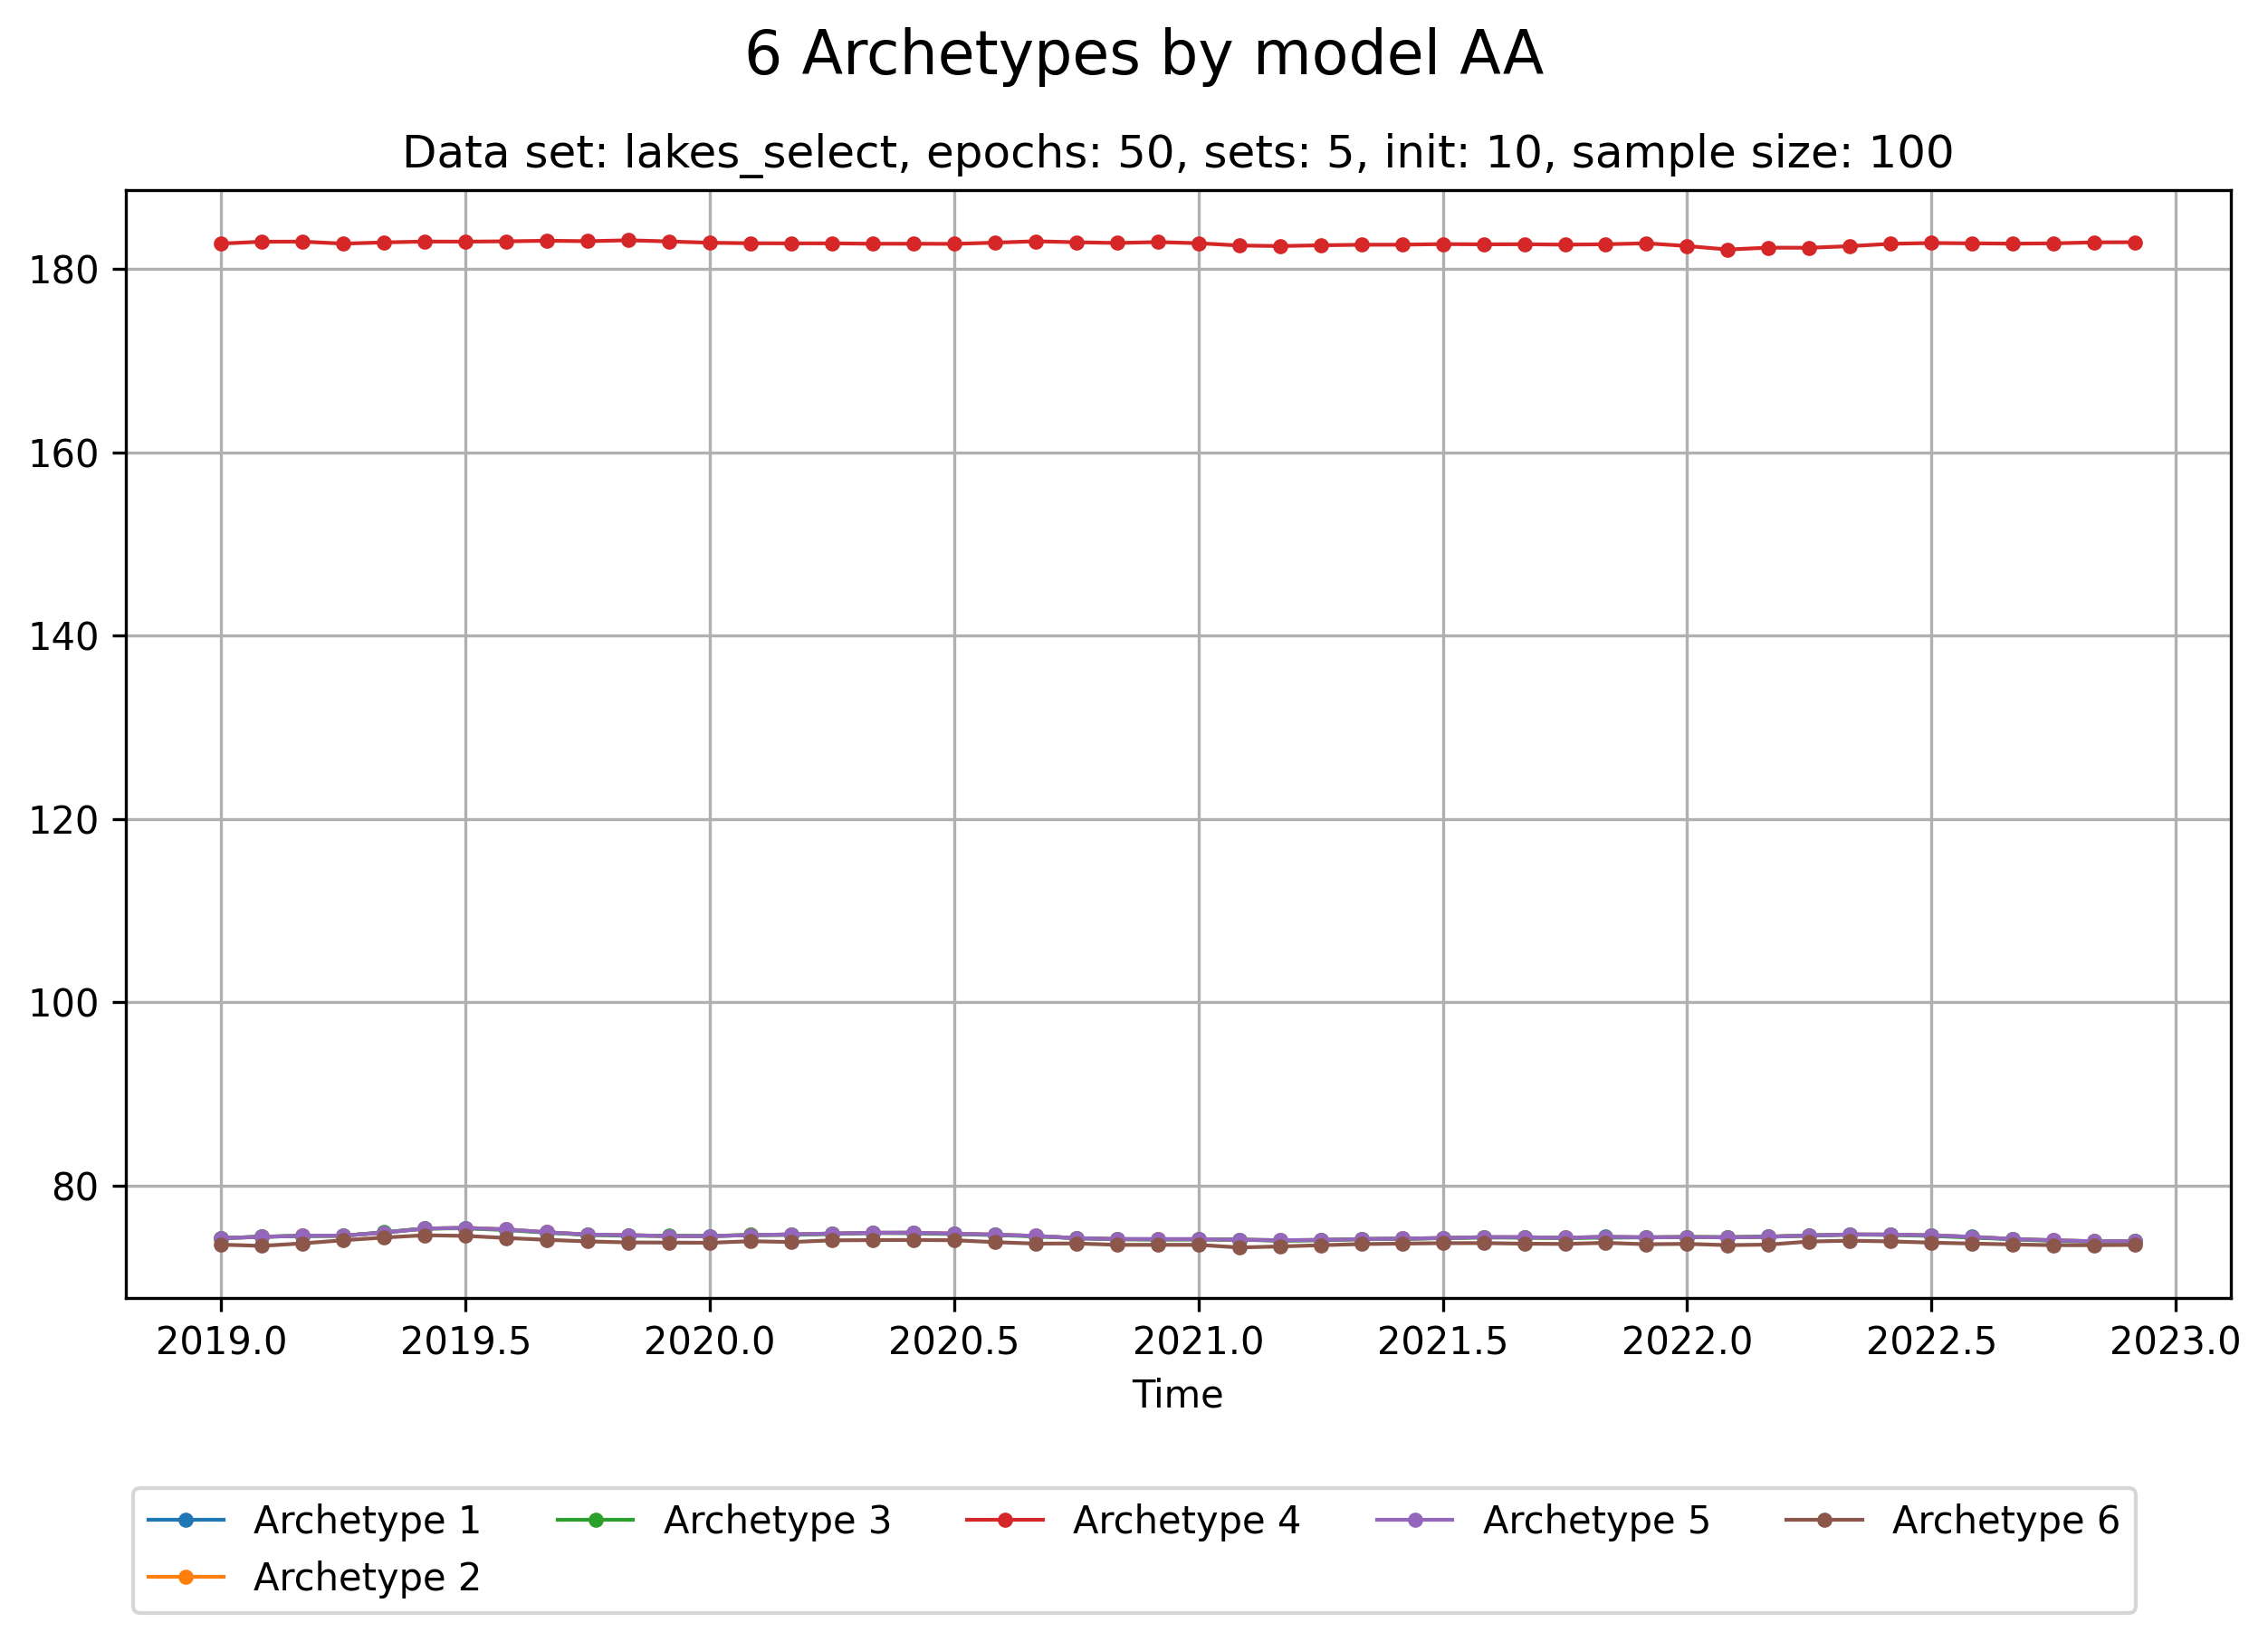 6 Archetypes by model AA
Data set: lakes_select, epochs: 50, sets: 5, init: 10, sample size: 100
180
160
140
120
100
80
2019.0 2019.5 2020.0 2020.5 2021.0 2021.5 2022.0 2022.5 2023.0
Time
Archetype 1 Archetype 3 Archetype 4 Archetype 5 Archetype 6
Archetype 2